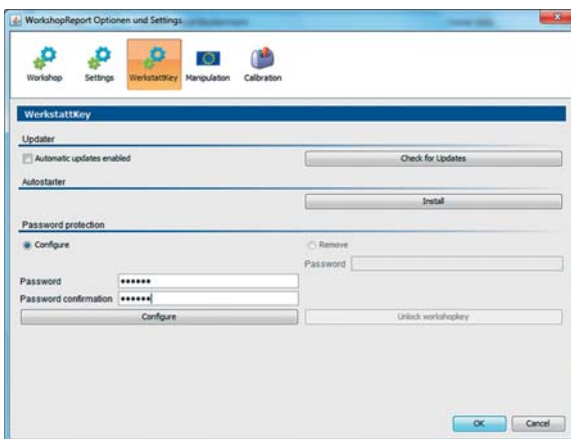 WorkshopReport Optionen und Settings
Workshop Settings WerkstattKey Manipulation Calibration
WerkstattKey
Updater
Automatic updates enabled Check for Updates
Autostarter
Install
Password protection
Configure Remove
Password
Password ••••••
Password confirmation ••••••
Configure Unlock workshopkey
OK Cancel